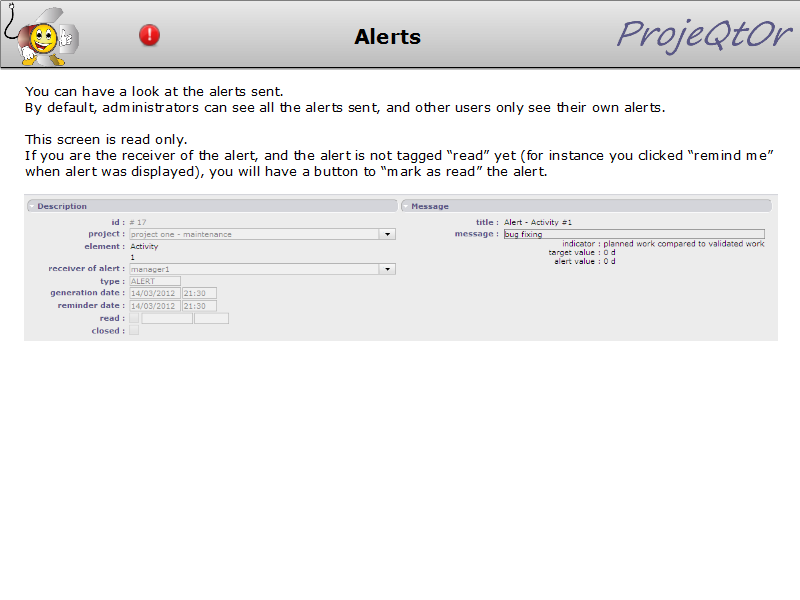 Alerts
ProjeQtOr
You can have a look at the alerts sent.
By default, administrators can see all the alerts sent, and other users only see their own alerts.
This screen is read only.
If you are the receiver of the alert, and the alert is not tagged “read” yet (for instance you clicked “remind me”
when alert was displayed), you will have a button to “mark as read” the alert.
Description
id : # 17
project : project one - maintenance
element : Activity
1
receiver of alert : manager1
type : ALERT
generation date : 14/03/2012 21:30
reminder date : 14/03/2012 21:30
read :
closed :
Message
title : Alert - Activity #1
message : bug fixing
indicator : planned work compared to validated work
target value : 0 d
alert value : 0 d